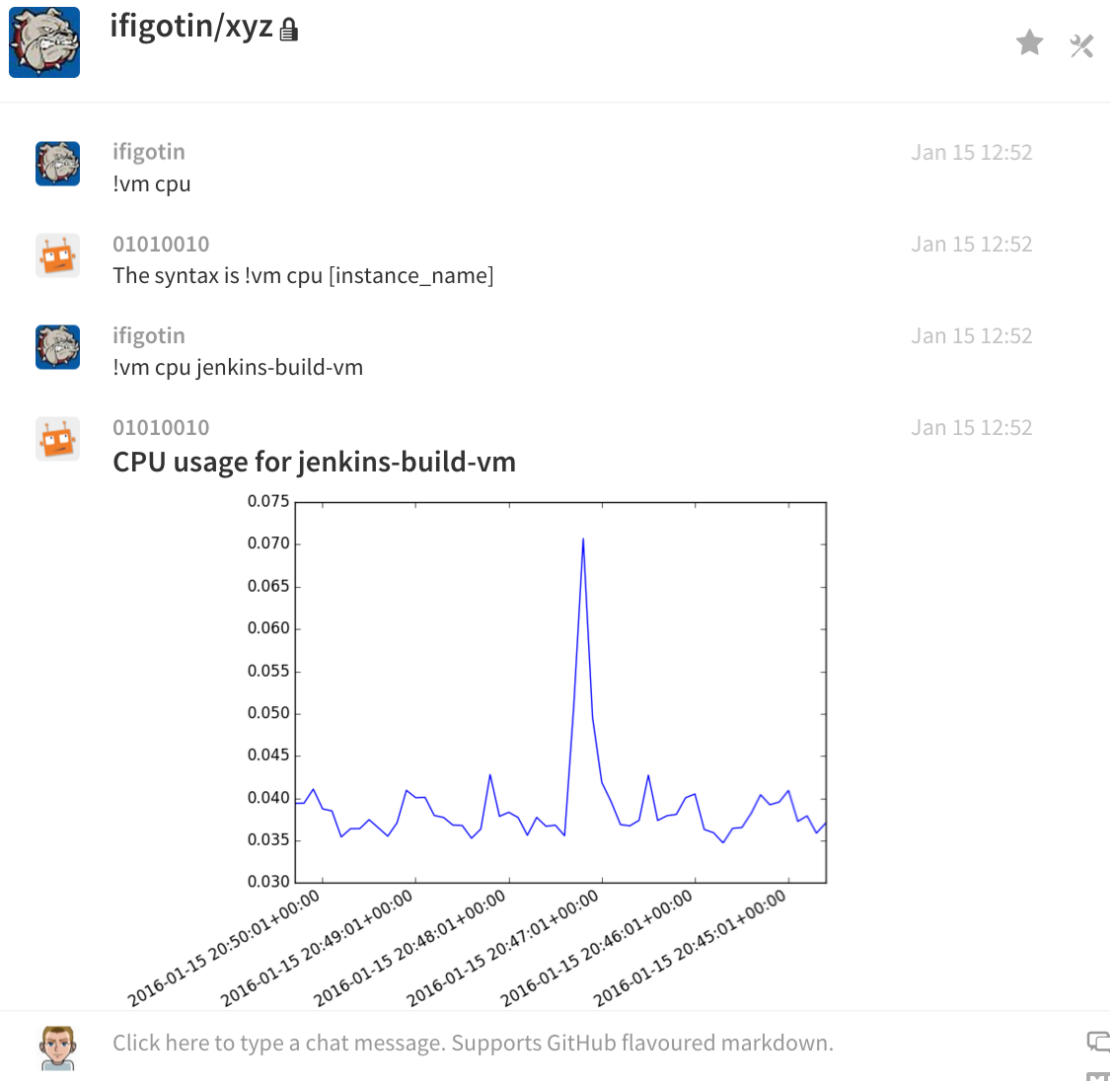 ifigotin/xyz
ifigotin
Jan 15 12:52
!vm cpu
01010010
Jan 15 12:52
The syntax is !vm cpu [instance_name]
ifigotin
Jan 15 12:52
!vm cpu jenkins-build-vm
01010010
Jan 15 12:52
CPU usage for jenkins-build-vm
0.075
0.070
0.065
0.060
0.055
0.050
0.045
0.040
0.035
0.030
2016-01-15 20:50:01+00:00
2016-01-15 20:49:01+00:00
2016-01-15 20:48:01+00:00
2016-01-15 20:47:01+00:00
2016-01-15 20:46:01+00:00
2016-01-15 20:45:01+00:00
Click here to type a chat message. Supports GitHub flavoured markdown.